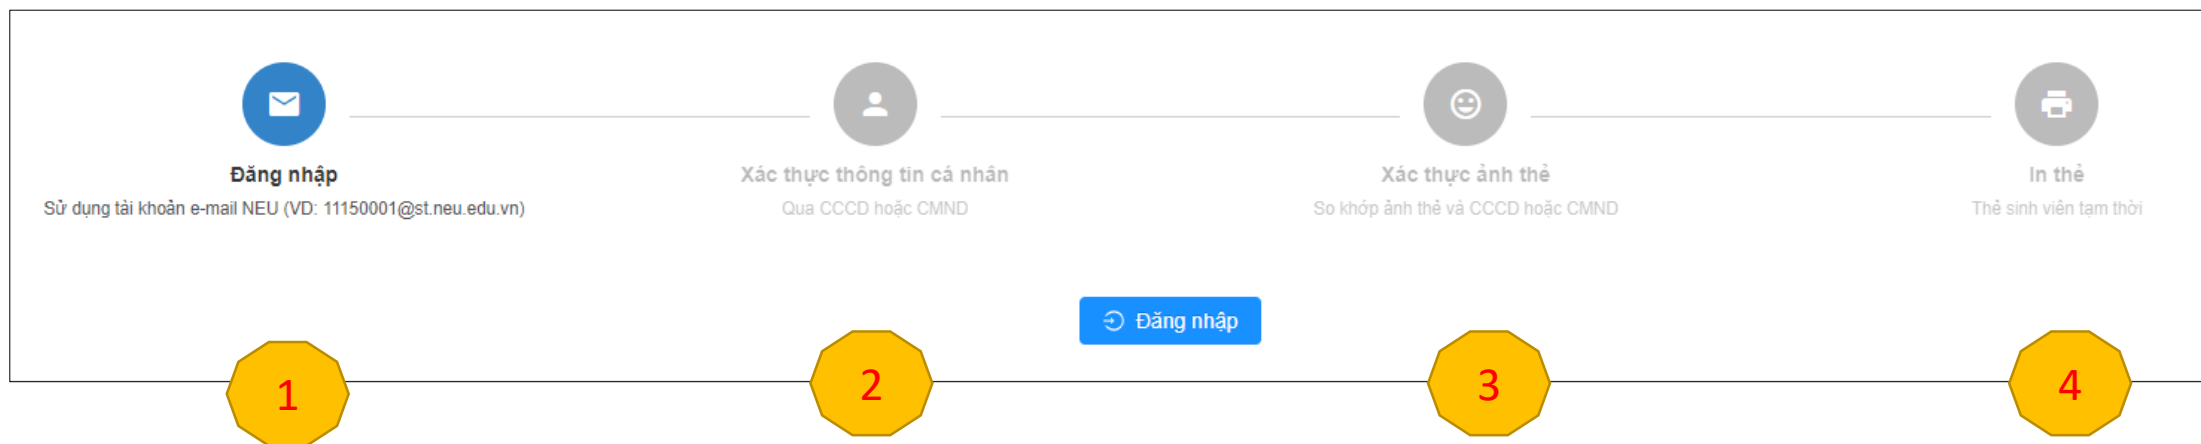 Đăng nhập
Sử dụng tài khoản e-mail NEU (VD: 11150001@st.neu.edu.vn)
Xác thực thông tin cá nhân
Qua CCCD hoặc CMND
Xác thực ảnh thẻ
So khớp ảnh thẻ và CCCD hoặc CMND
In thẻ
Thẻ sinh viên tạm thời
Đăng nhập
1
2
3
4